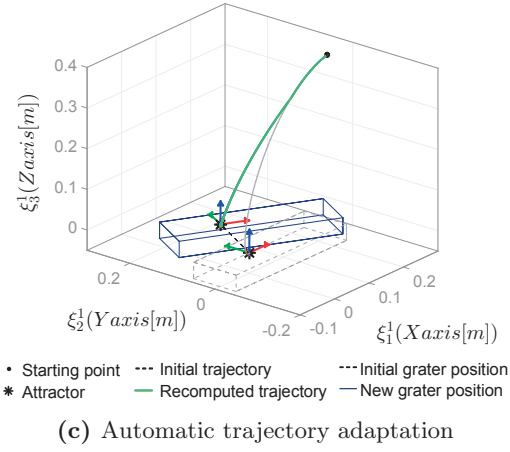 0.4
0.3
0.2
0.1
0
ξ₃¹(Zaxis[m])
0.2
0
-0.2
ξ₂¹(Yaxis[m])
-0.1
0
0.1
0.2
ξ₁¹(Xaxis[m])
Starting point
Initial trajectory
Initial grater position
Attractor
Recomputed trajectory
New grater position
(c) Automatic trajectory adaptation